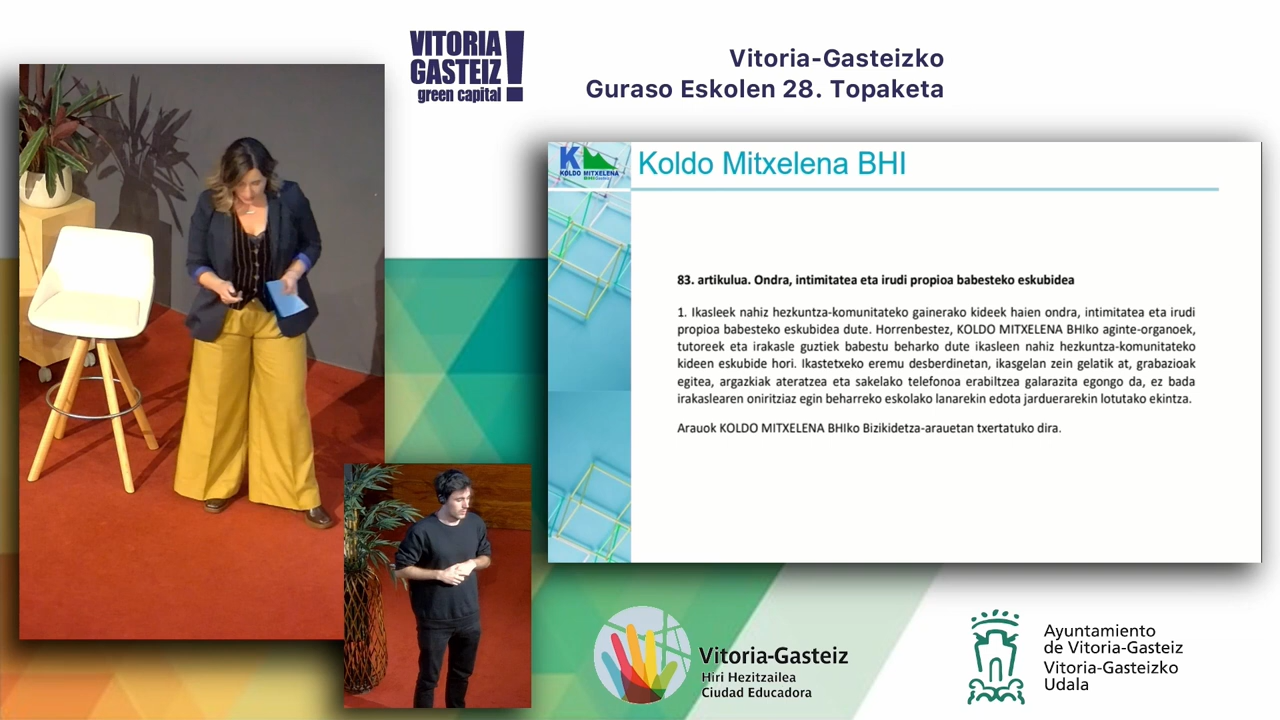 VITORIA
GASTEIZ
green capital
!
Vitoria-Gasteizko
Guraso Eskolen 28. Topaketa
K
KOLDO MITXELENA
Koldo Mitxelena BHI
83. artikulua. Ondra, intimitatea eta irudi propioa babesteko eskubidea
1. Ikasleek nahiz hezkuntza-komunitateko gainerako kideek haien ondra, intimitatea eta irudi
propioa babesteko eskubidea dute. Horrenbestez, KOLDO MITXELENA BHIko aginte-organoek,
tutoreek eta irakasle guztiek babestu beharko dute ikasleen nahiz hezkuntza-komunitateko
kideen eskubide hori. Ikastetxeko eremu desberdinetan, ikasgelan zein gelatik at, grabazioak
egitea, argazkiak ateratzea eta sakelako telefonoa erabiltzea galarazita egongo da, ez bada
irakaslearen oniritziaz egin beharreko eskolako lanarekin edota jarduerarekin lotutako ekintza.
Arauok KOLDO MITXELENA BHIko Bizikidetza-arauetan txertatuko dira.
Vitoria-Gasteiz
Hiri Hezitzailea
Ciudad Educadora
Ayuntamiento
de Vitoria-Gasteiz
Vitoria-Gasteizko
Udala